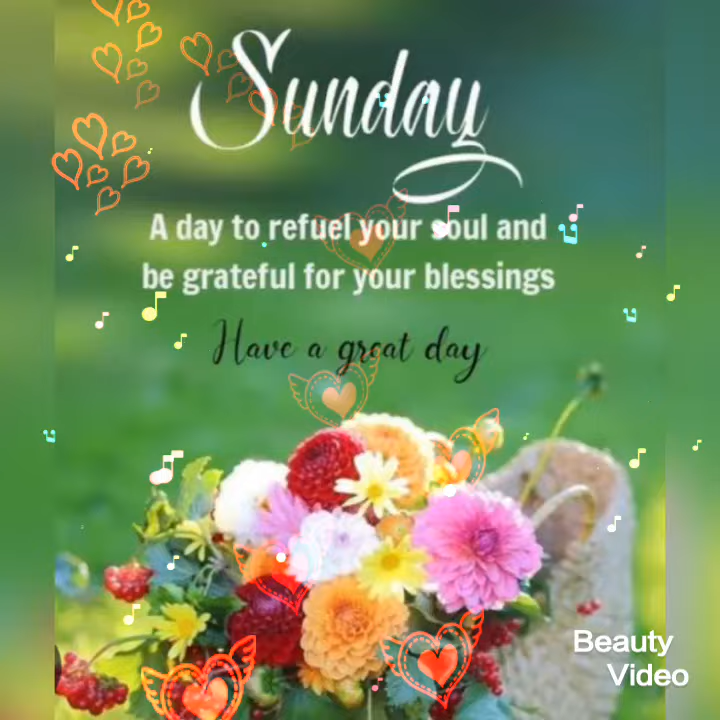 Sunday
A day to refuel your soul and
be grateful for your blessings
Have a great day
Beauty
Video